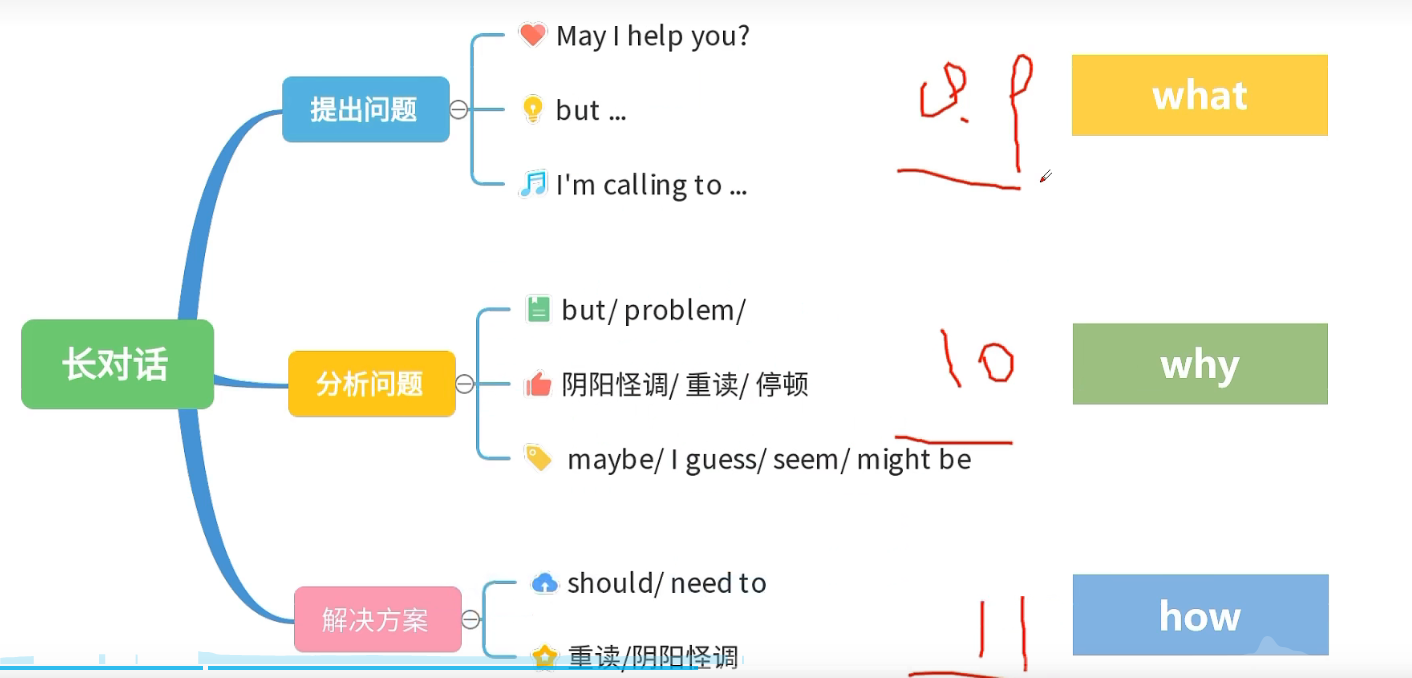 May I help you?
提出问题
but ...
I'm calling to ...
8. 9
what
长对话
分析问题
but/ problem/
阴阳怪调/ 重读/ 停顿
maybe/ I guess/ seem/ might be
10
why
解决方案
should/ need to
重读/阴阳怪调
11
how